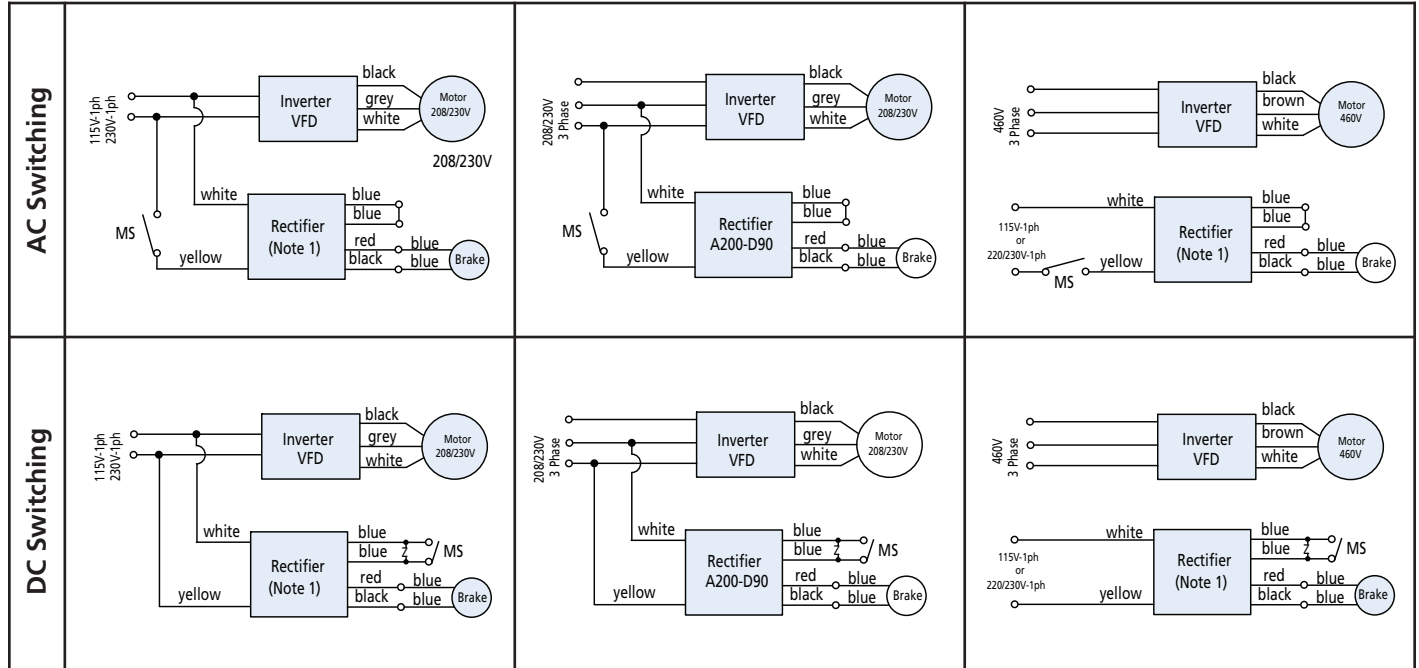 AC Switching
115V-1ph
230V-1ph
Inverter
VFD
black
grey
white
Motor
208/230V
208/230V
MS
white
yellow
Rectifier
(Note 1)
blue
blue
red
black
blue
blue
Brake
208/230V
3 Phase
Inverter
VFD
black
grey
white
Motor
208/230V
MS
white
yellow
Rectifier
A200-D90
blue
blue
red
black
blue
blue
Brake
460V
3 Phase
Inverter
VFD
black
brown
white
Motor
460V
115V-1ph
or
220/230V-1ph
white
yellow
MS
Rectifier
(Note 1)
blue
blue
red
black
blue
blue
Brake
DC Switching
115V-1ph
230V-1ph
Inverter
VFD
black
grey
white
Motor
208/230V
white
yellow
Rectifier
(Note 1)
blue
blue
Z
MS
red
black
blue
blue
Brake
208/230V
3 Phase
Inverter
VFD
black
grey
white
Motor
208/230V
white
yellow
Rectifier
A200-D90
blue
blue
Z
MS
red
black
blue
blue
Brake
460V
3 Phase
Inverter
VFD
black
brown
white
Motor
460V
115V-1ph
or
220/230V-1ph
white
yellow
Rectifier
(Note 1)
blue
blue
Z
MS
red
black
blue
blue
Brake